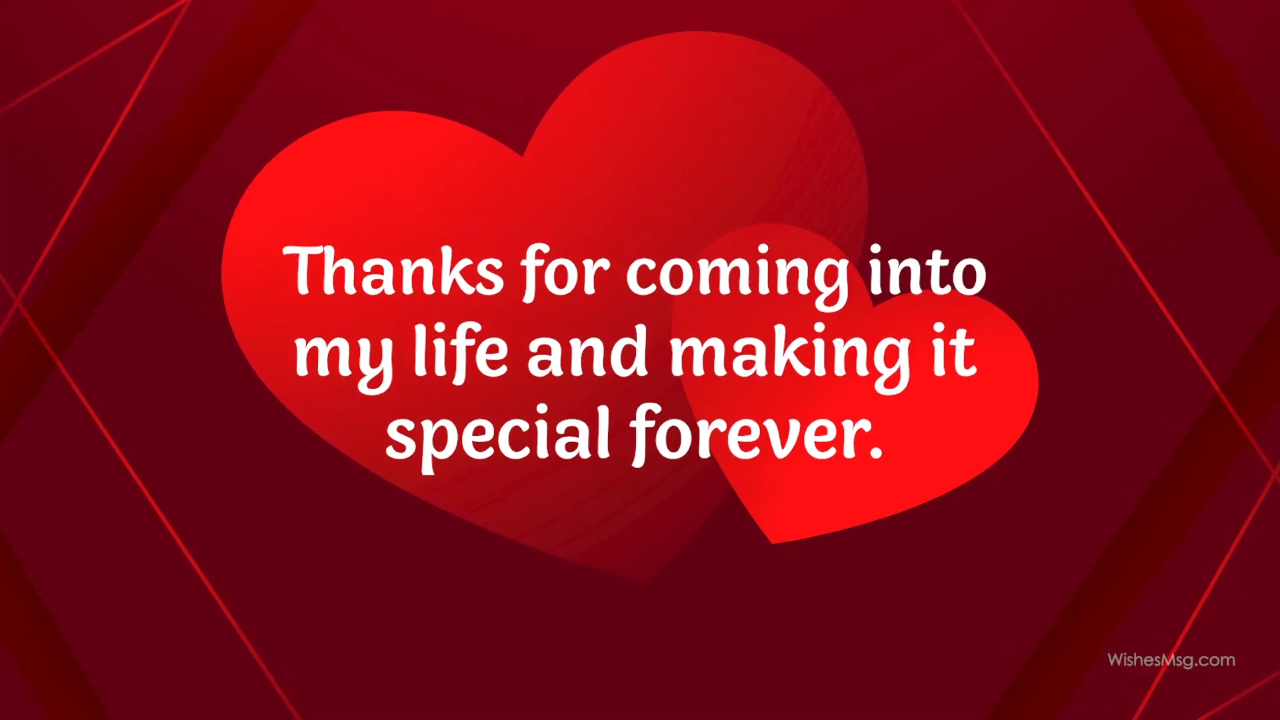 Thanks for coming into
my life and making it
special forever.
WishesMsg.com